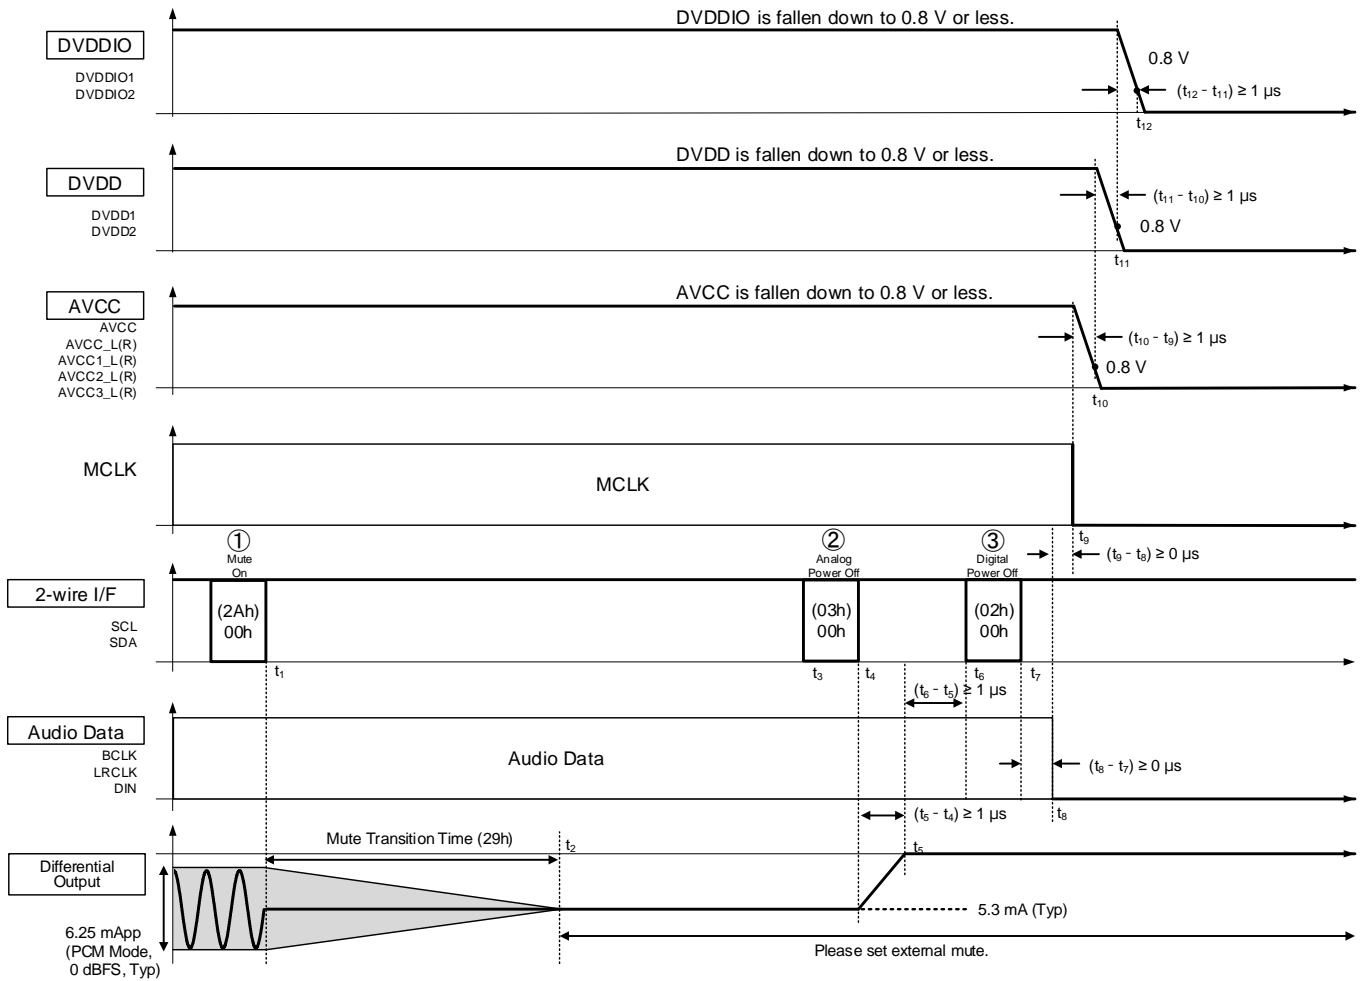 DVDDIO is fallen down to 0.8 V or less.
DVDDIO
DVDDIO1
DVDDIO2
0.8 V
(t12 - t11) ≥ 1 µs
t12
DVDD is fallen down to 0.8 V or less.
DVDD
DVDD1
DVDD2
(t11 - t10) ≥ 1 µs
0.8 V
t11
AVCC is fallen down to 0.8 V or less.
AVCC
AVCC
AVCC_L(R)
AVCC1_L(R)
AVCC2_L(R)
AVCC3_L(R)
(t10 - t9) ≥ 1 µs
0.8 V
t10
MCLK
MCLK
t9
(t9 - t8) ≥ 0 µs
①
Mute
On
②
Analog
Power Off
③
Digital
Power Off
2-wire I/F
SCL
SDA
(2Ah)
00h
(03h)
00h
(02h)
00h
t1
t3
t4
t6
t7
(t6 - t5) ≥ 1 µs
Audio Data
BCLK
LRCLK
DIN
Audio Data
(t8 - t7) ≥ 0 µs
(t5 - t4) ≥ 1 µs
t8
Mute Transition Time (29h)
t2
t5
Differential
Output
5.3 mA (Typ)
6.25 mApp
(PCM Mode,
0 dBFS, Typ)
Please set external mute.